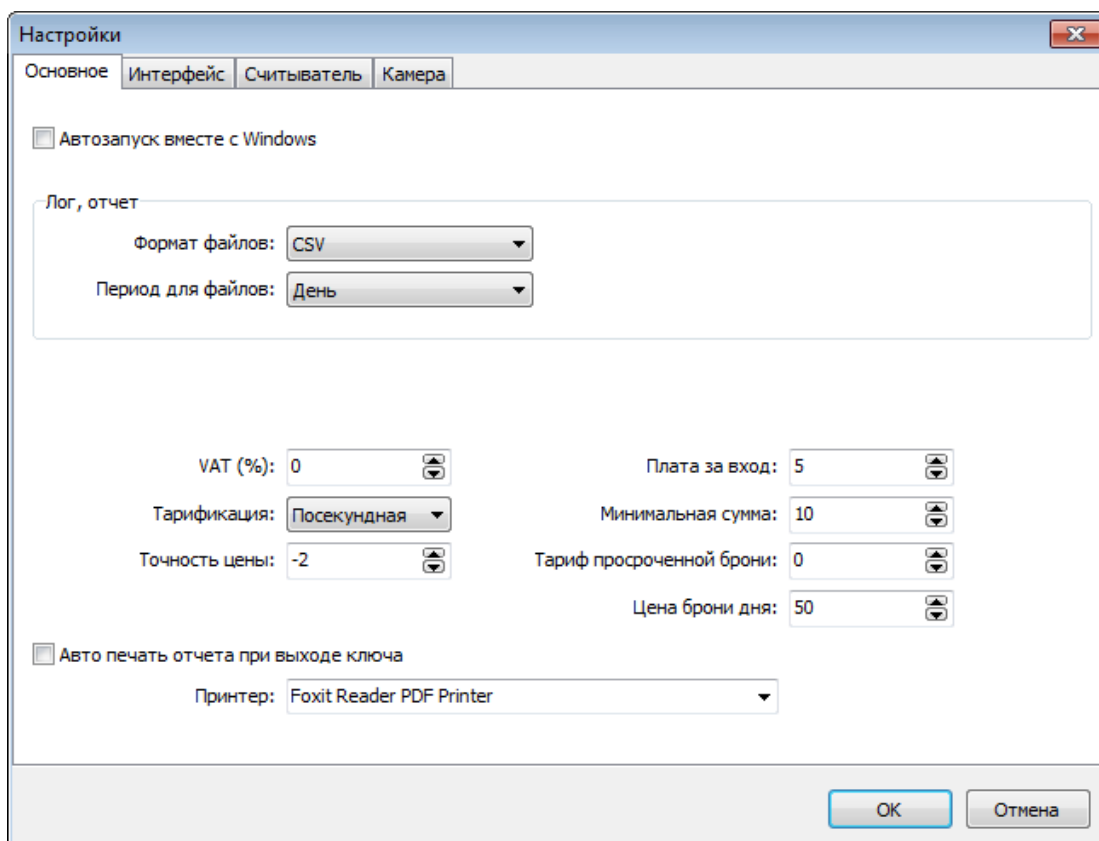 Настройки
Основное Интерфейс Считыватель Камера
Автозапуск вместе с Windows
Лог, отчет
Формат файлов: CSV
Период для файлов: День
VAT (%): 0 Плата за вход: 5
Тарификация: Посекундная Минимальная сумма: 10
Точность цены: -2 Тариф просроченной брони: 0
Цена брони дня: 50
Авто печать отчета при выходе ключа
Принтер: Foxit Reader PDF Printer
OK Отмена